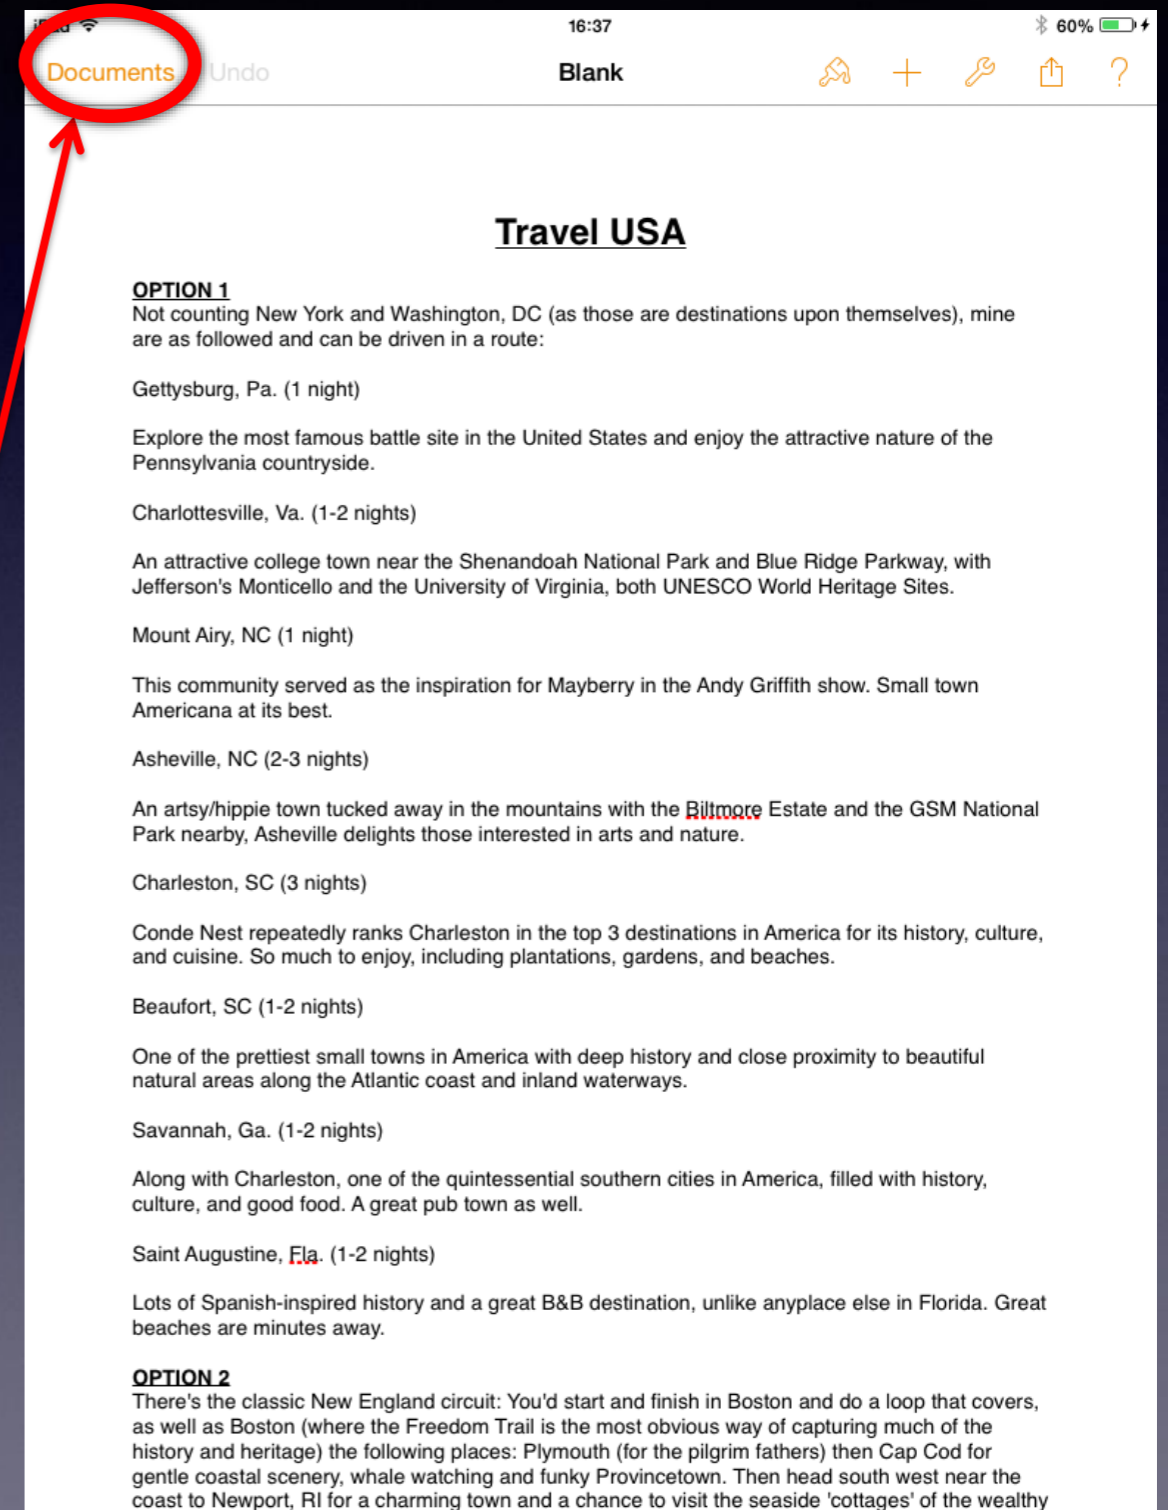 16:37
60%
Documents
Undo
Blank
Travel USA
OPTION 1
Not counting New York and Washington, DC (as those are destinations upon themselves), mine
are as followed and can be driven in a route:
Gettysburg, Pa. (1 night)
Explore the most famous battle site in the United States and enjoy the attractive nature of the
Pennsylvania countryside.
Charlottesville, Va. (1-2 nights)
An attractive college town near the Shenandoah National Park and Blue Ridge Parkway, with
Jefferson's Monticello and the University of Virginia, both UNESCO World Heritage Sites.
Mount Airy, NC (1 night)
This community served as the inspiration for Mayberry in the Andy Griffith show. Small town
Americana at its best.
Asheville, NC (2-3 nights)
An artsy/hippie town tucked away in the mountains with the Biltmore Estate and the GSM National
Park nearby, Asheville delights those interested in arts and nature.
Charleston, SC (3 nights)
Conde Nest repeatedly ranks Charleston in the top 3 destinations in America for its history, culture,
and cuisine. So much to enjoy, including plantations, gardens, and beaches.
Beaufort, SC (1-2 nights)
One of the prettiest small towns in America with deep history and close proximity to beautiful
natural areas along the Atlantic coast and inland waterways.
Savannah, Ga. (1-2 nights)
Along with Charleston, one of the quintessential southern cities in America, filled with history,
culture, and good food. A great pub town as well.
Saint Augustine, Fla. (1-2 nights)
Lots of Spanish-inspired history and a great B&B destination, unlike anyplace else in Florida. Great
beaches are minutes away.
OPTION 2
There's the classic New England circuit: You'd start and finish in Boston and do a loop that covers,
as well as Boston (where the Freedom Trail is the most obvious way of capturing much of the
history and heritage) the following places: Plymouth (for the pilgrim fathers) then Cap Cod for
gentle coastal scenery, whale watching and funky Provincetown. Then head south west near the
coast to Newport, RI for a charming town and a chance to visit the seaside 'cottages' of the wealthy